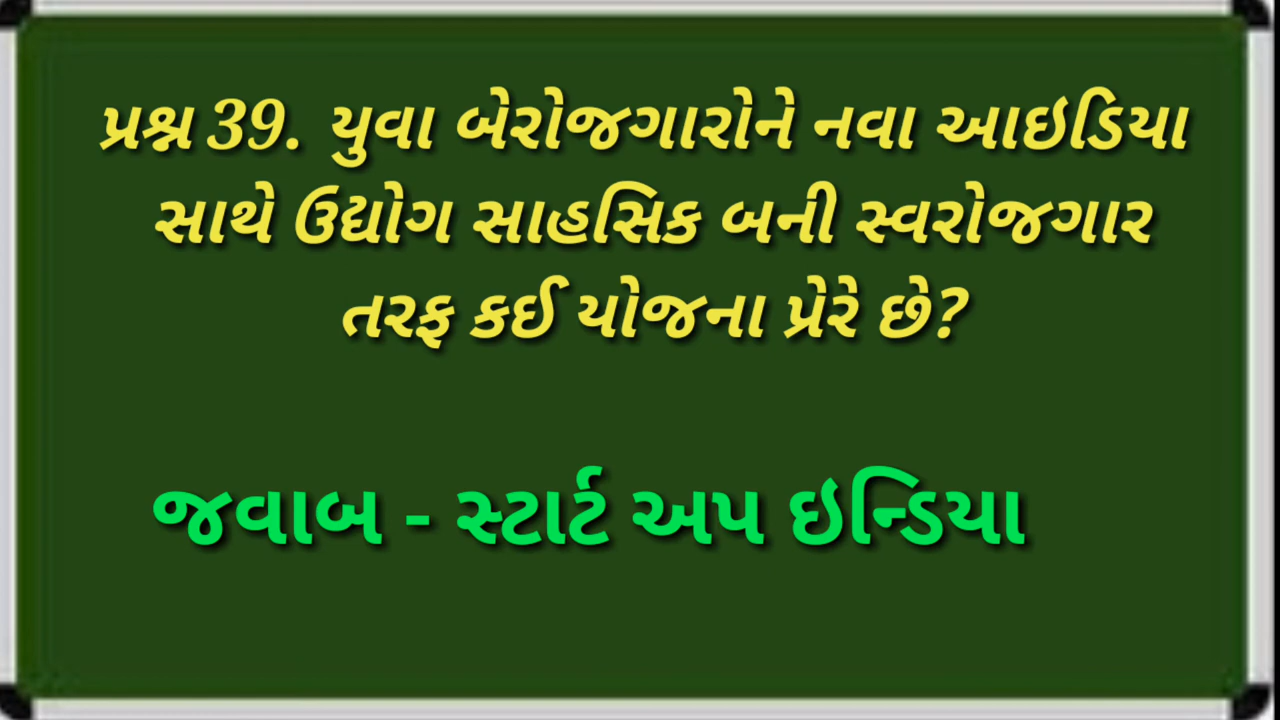 પ્રશ્ન 39. યુવા બેરોજગારોને નવા આઇડિયા
સાથે ઉદ્યોગ સાહસિક બની સ્વરોજગાર
તરફ કઈ યોજના પ્રેરે છે?
જવાબ - સ્ટાર્ટ અપ ઇન્ડિયા